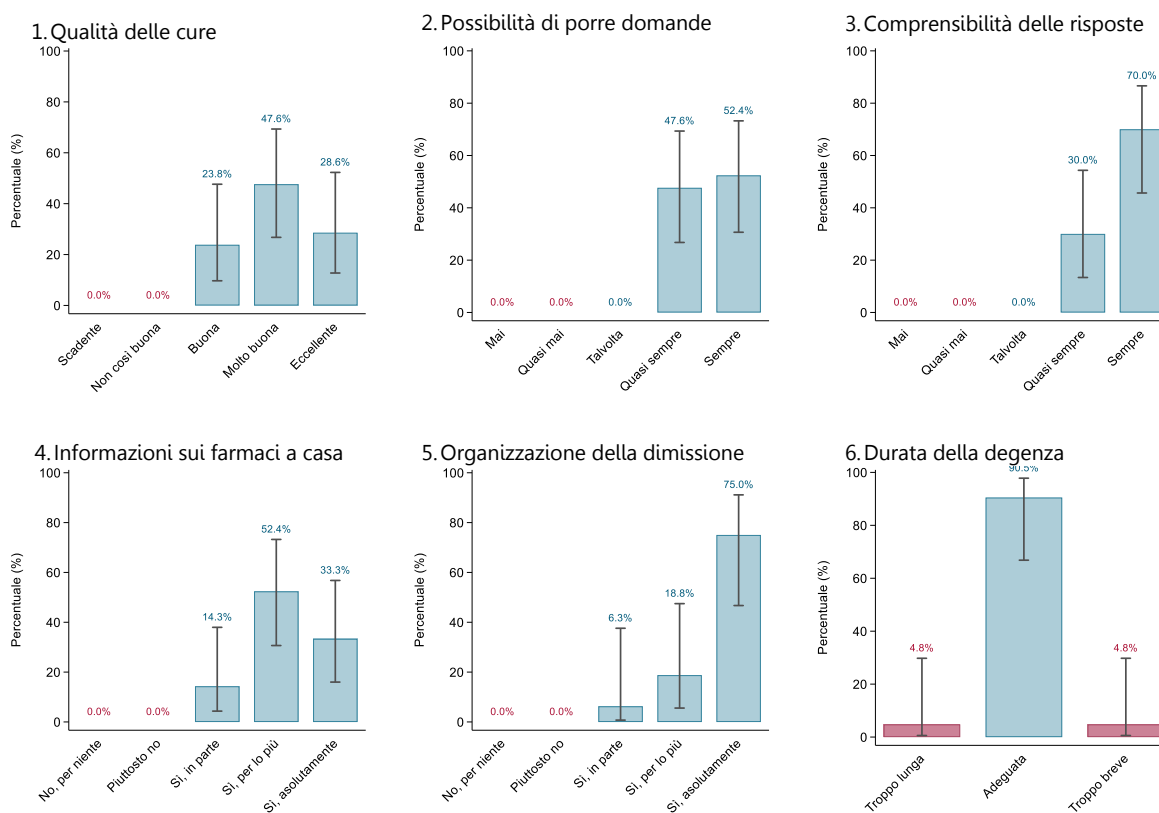 1. Qualità delle cure
Percentuale (%)
100
80
60
40
20
0
0.0%
0.0%
23.8%
47.6%
28.6%
Scadente
Non così buona
Buona
Molto buona
Eccellente
2. Possibilità di porre domande
Percentuale (%)
100
80
60
40
20
0
0.0%
0.0%
0.0%
47.6%
52.4%
Mai
Quasi mai
Talvolta
Quasi sempre
Sempre
3. Comprensibilità delle risposte
Percentuale (%)
100
80
60
40
20
0
0.0%
0.0%
0.0%
30.0%
70.0%
Mai
Quasi mai
Talvolta
Quasi sempre
Sempre
4. Informazioni sui farmaci a casa
Percentuale (%)
100
80
60
40
20
0
0.0%
0.0%
14.3%
52.4%
33.3%
No, per niente
Piuttosto no
Sì, in parte
Sì, per lo più
Sì, asolutamente
5. Organizzazione della dimissione
Percentuale (%)
100
80
60
40
20
0
0.0%
0.0%
6.3%
18.8%
75.0%
No, per niente
Piuttosto no
Sì, in parte
Sì, per lo più
Sì, asolutamente
6. Durata della degenza
Percentuale (%)
100
80
60
40
20
0
4.8%
90.5%
4.8%
Troppo lunga
Adeguata
Troppo breve